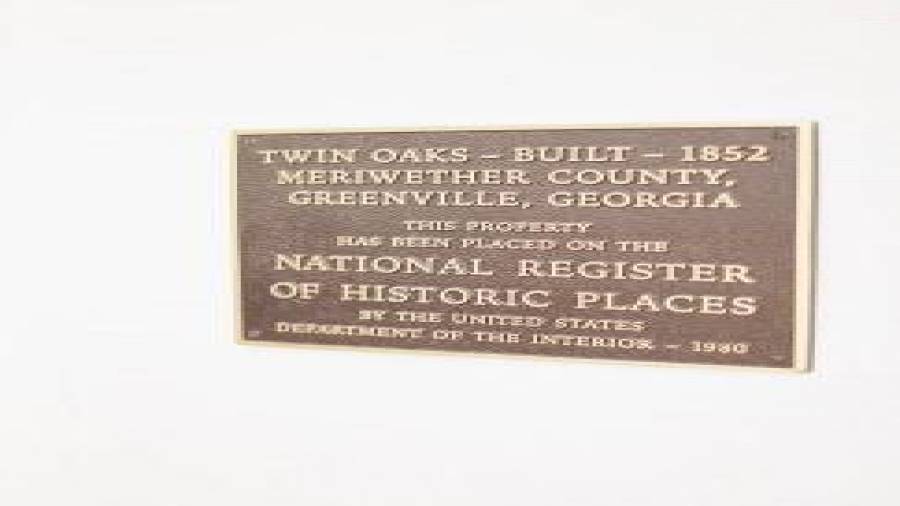 TWIN OAKS – BUILT – 1852
MERIWETHER COUNTY,
GREENVILLE, GEORGIA
THIS PROPERTY
HAS BEEN PLACED ON THE
NATIONAL REGISTER
OF HISTORIC PLACES
BY THE UNITED STATES
DEPARTMENT OF THE INTERIOR – 1980